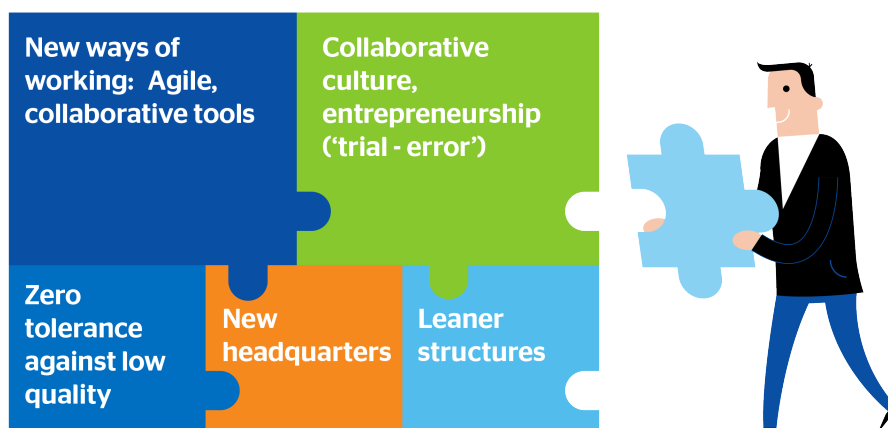 New ways of
working:  Agile,
collaborative tools
Collaborative
culture,
entrepreneurship
(‘trial - error’)
Zero
tolerance
against low
quality
New
headquarters
Leaner
structures